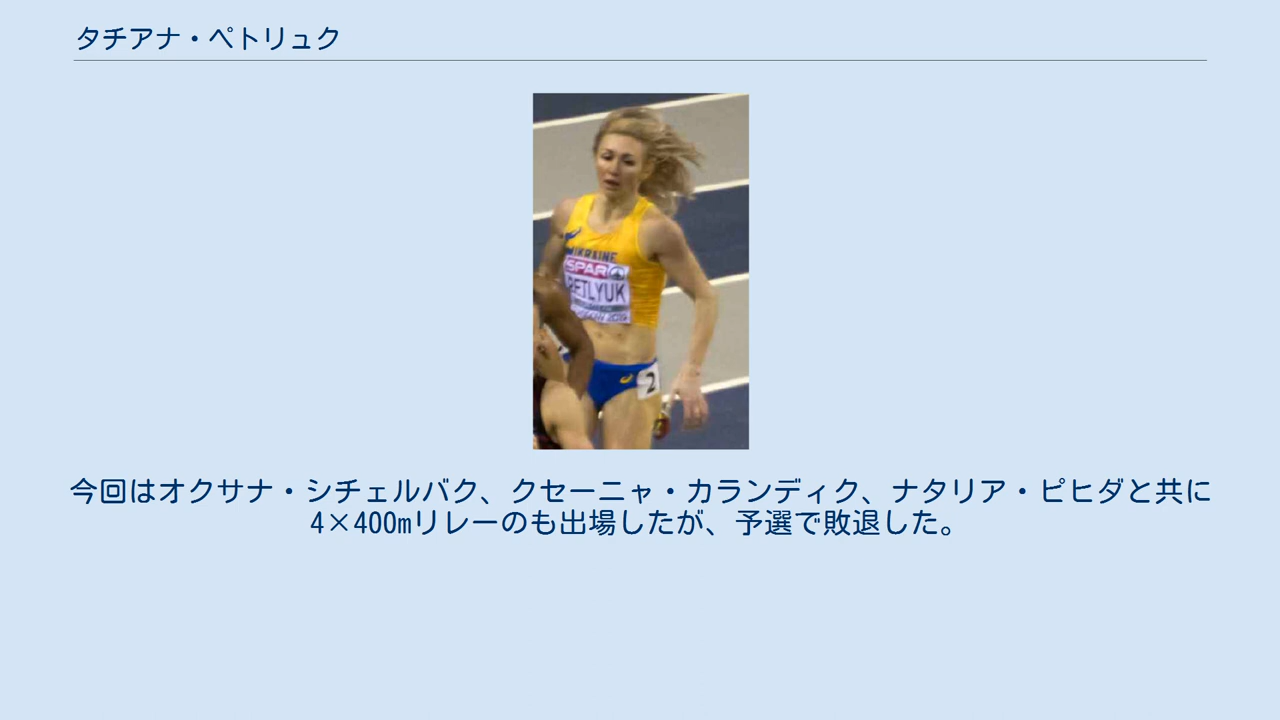 タチアナ・ペトリュク
UKRAINE
SPAR
PETLYUK
2
今回はオクサナ・シチェルバク、クセーニャ・カランディク、ナタリア・ピヒダと共に
4×400mリレーのも出場したが、予選で敗退した。